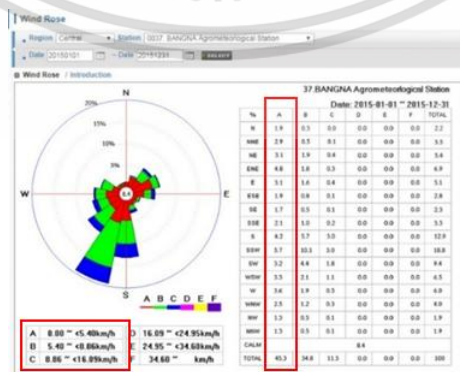 Wind Rose
Region Central Station 0037 BANGNA Agrometeorological Station
Date 20150101 ~ Date 20151231 SELECT
Wind Rose / Introduction
37.BANGNA Agrometeorlogical Station
Date: 2015-01-01 ~ 2015-12-31
N
20%
15%
10%
5%
W
E
S
0.4
A B C D E F
A 0.00 ~ <5.40km/h D 16.09 ~ <24.95km/h
B 5.40 ~ <8.86km/h E 24.95 ~ <34.60km/h
C 8.86 ~ <16.09km/h F 34.60 ~ km/h
% A B C D E F TOTAL
N 1.9 0.3 0.0 0.0 0.0 0.0 2.2
NNE 2.9 0.5 0.1 0.0 0.0 0.0 3.5
NE 3.1 1.9 0.4 0.0 0.0 0.0 5.4
ENE 4.8 1.8 0.3 0.0 0.0 0.0 6.9
E 3.1 1.6 0.4 0.0 0.0 0.0 5.1
ESE 1.9 0.8 0.1 0.0 0.0 0.0 2.8
SE 1.7 0.5 0.1 0.0 0.0 0.0 2.3
SSE 2.1 1.0 0.2 0.0 0.0 0.0 3.3
S 4.2 5.7 3.0 0.0 0.0 0.0 12.9
SSW 3.7 10.1 3.0 0.0 0.0 0.0 16.8
SW 3.2 4.4 1.8 0.0 0.0 0.0 9.4
WSW 3.3 2.1 1.1 0.0 0.0 0.0 6.5
W 3.6 1.9 0.5 0.0 0.0 0.0 6.0
WNW 2.5 1.2 0.3 0.0 0.0 0.0 4.0
NW 1.3 0.5 0.1 0.0 0.0 0.0 1.9
NNW 1.3 0.5 0.1 0.0 0.0 0.0 1.9
CALM 8.4
TOTAL 45.3 34.8 11.5 0.0 0.0 0.0 100